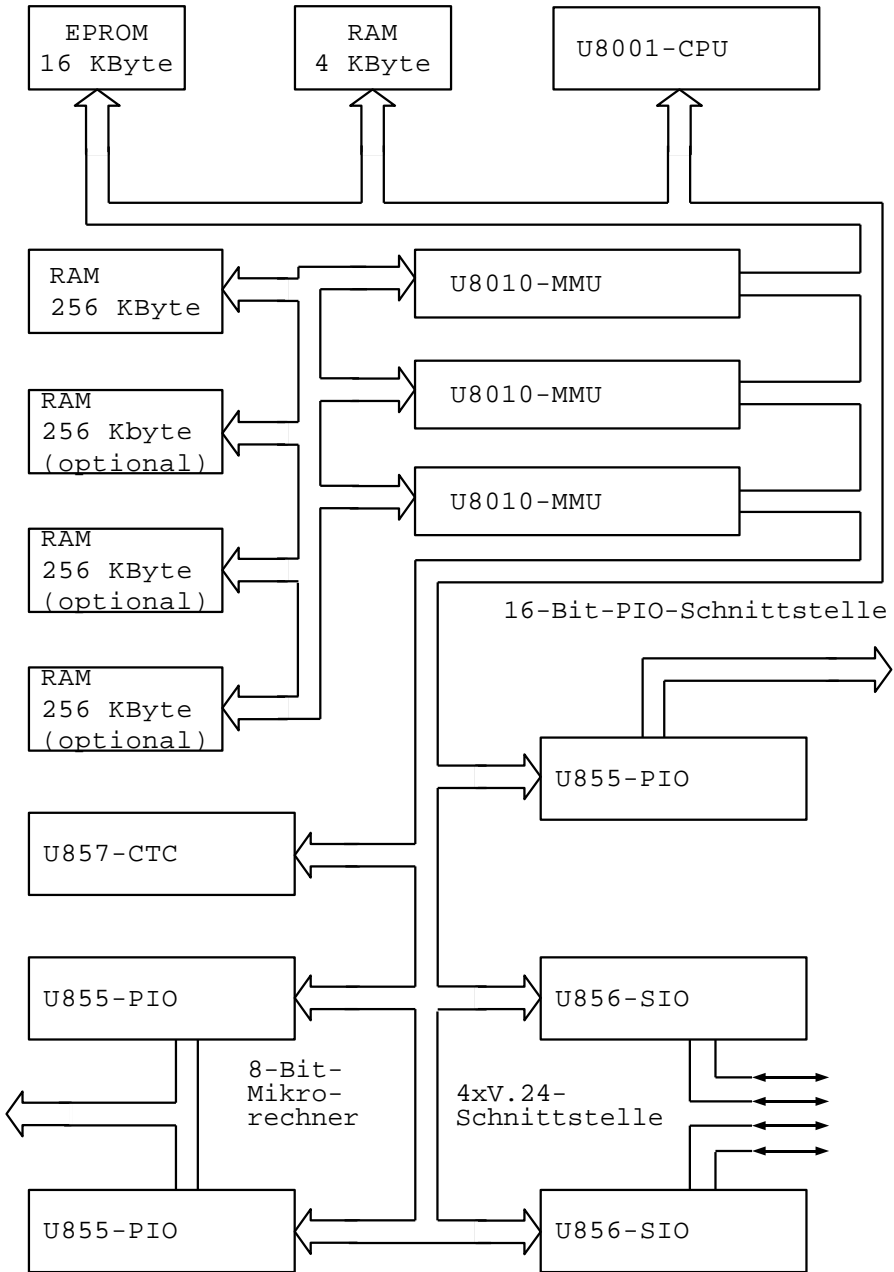 EPROM
16 KByte
RAM
4 KByte
U8001-CPU
RAM
256 KByte
U8010-MMU
RAM
256 Kbyte
(optional)
U8010-MMU
U8010-MMU
RAM
256 KByte
(optional)
16-Bit-PIO-Schnittstelle
RAM
256 KByte
(optional)
U855-PIO
U857-CTC
U855-PIO
U856-SIO
8-Bit-
Mikro-
rechner
4xV.24-
Schnittstelle
U855-PIO
U856-SIO